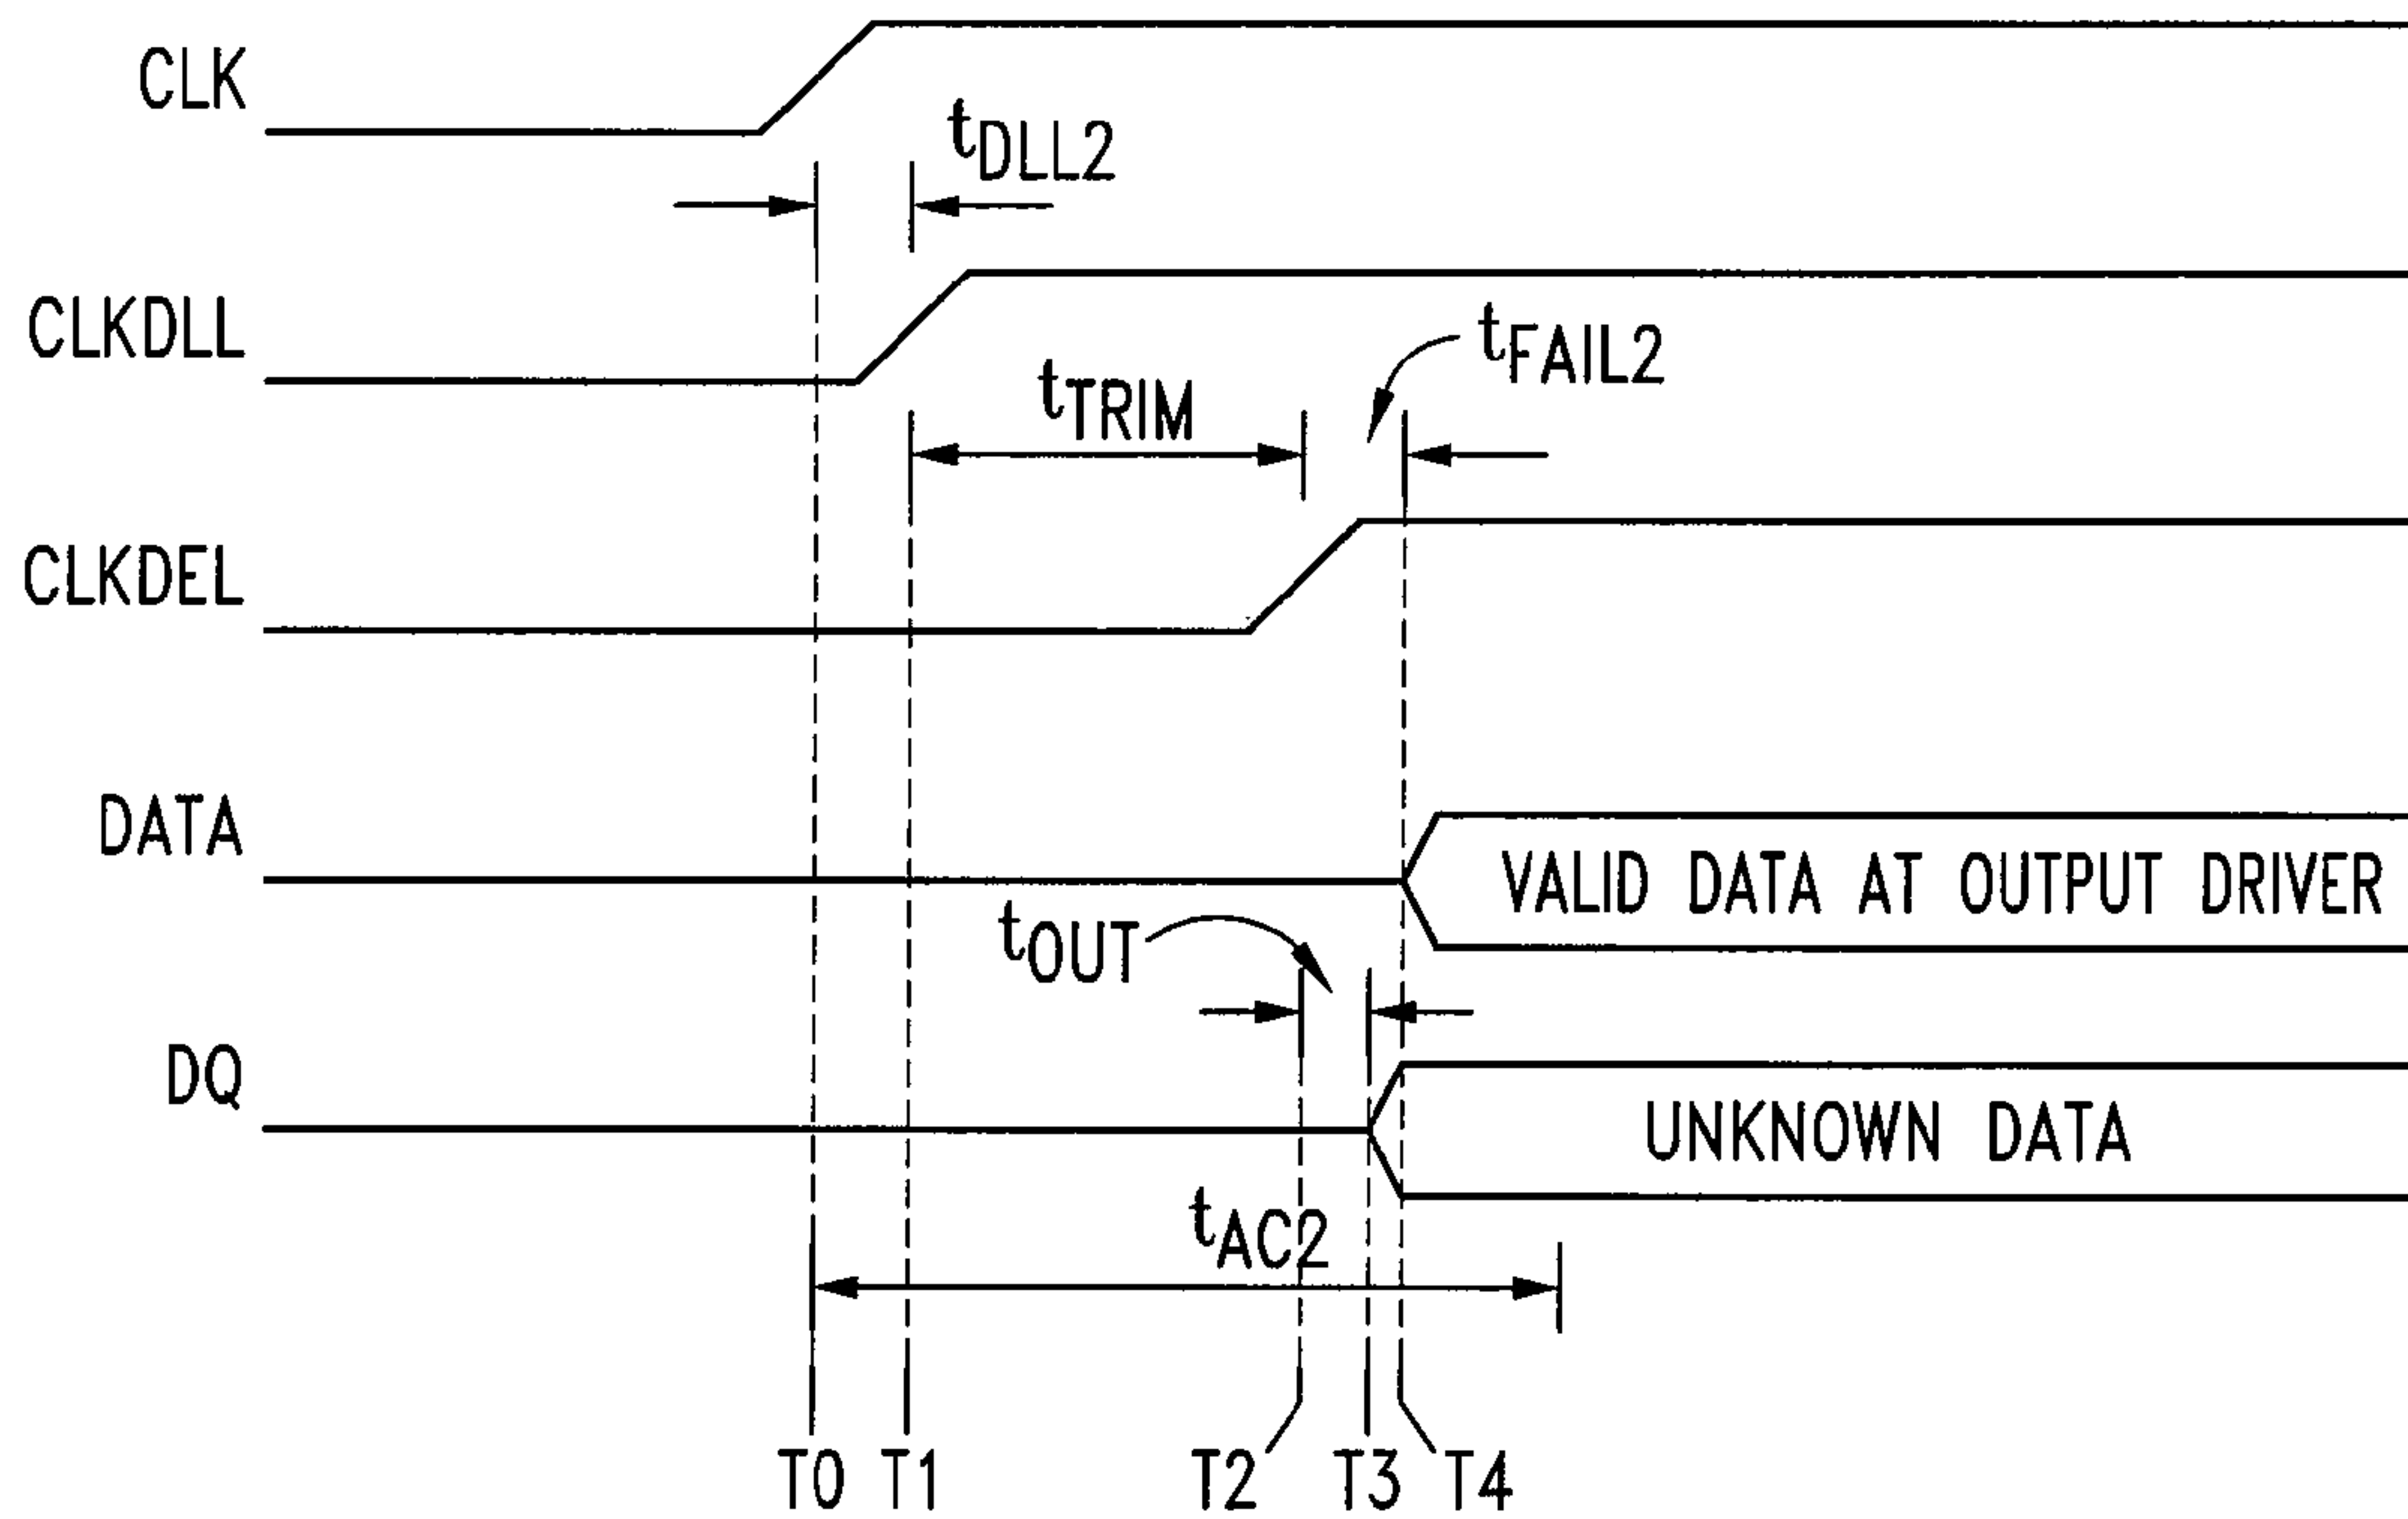 CLK
tDLL2
CLKDLL
tFAIL2
tTRIM
CLKDEL
DATA
VALID DATA AT OUTPUT DRIVER
tOUT
DQ
UNKNOWN DATA
tAC2
T0 T1 T2 T3 T4